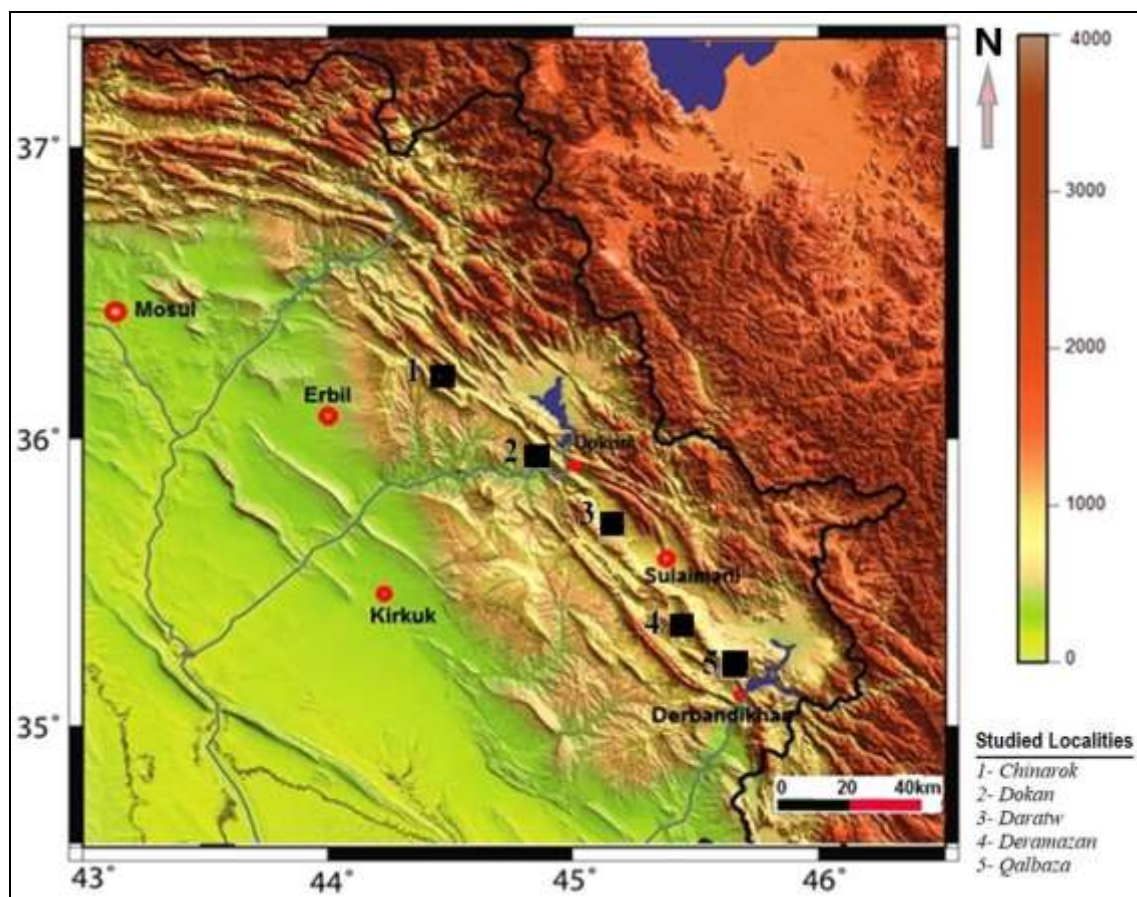 N
4000
3000
2000
1000
0
37°
36°
35°
43°
44°
45°
46°
Mosul
Erbil
Kirkuk
Sulaimani
Derbandikhan
1
2
3
4
5
0 20 40km
Studied Localities
1- Chinarok
2- Dokan
3- Daratw
4- Deramazan
5- Qalbaza